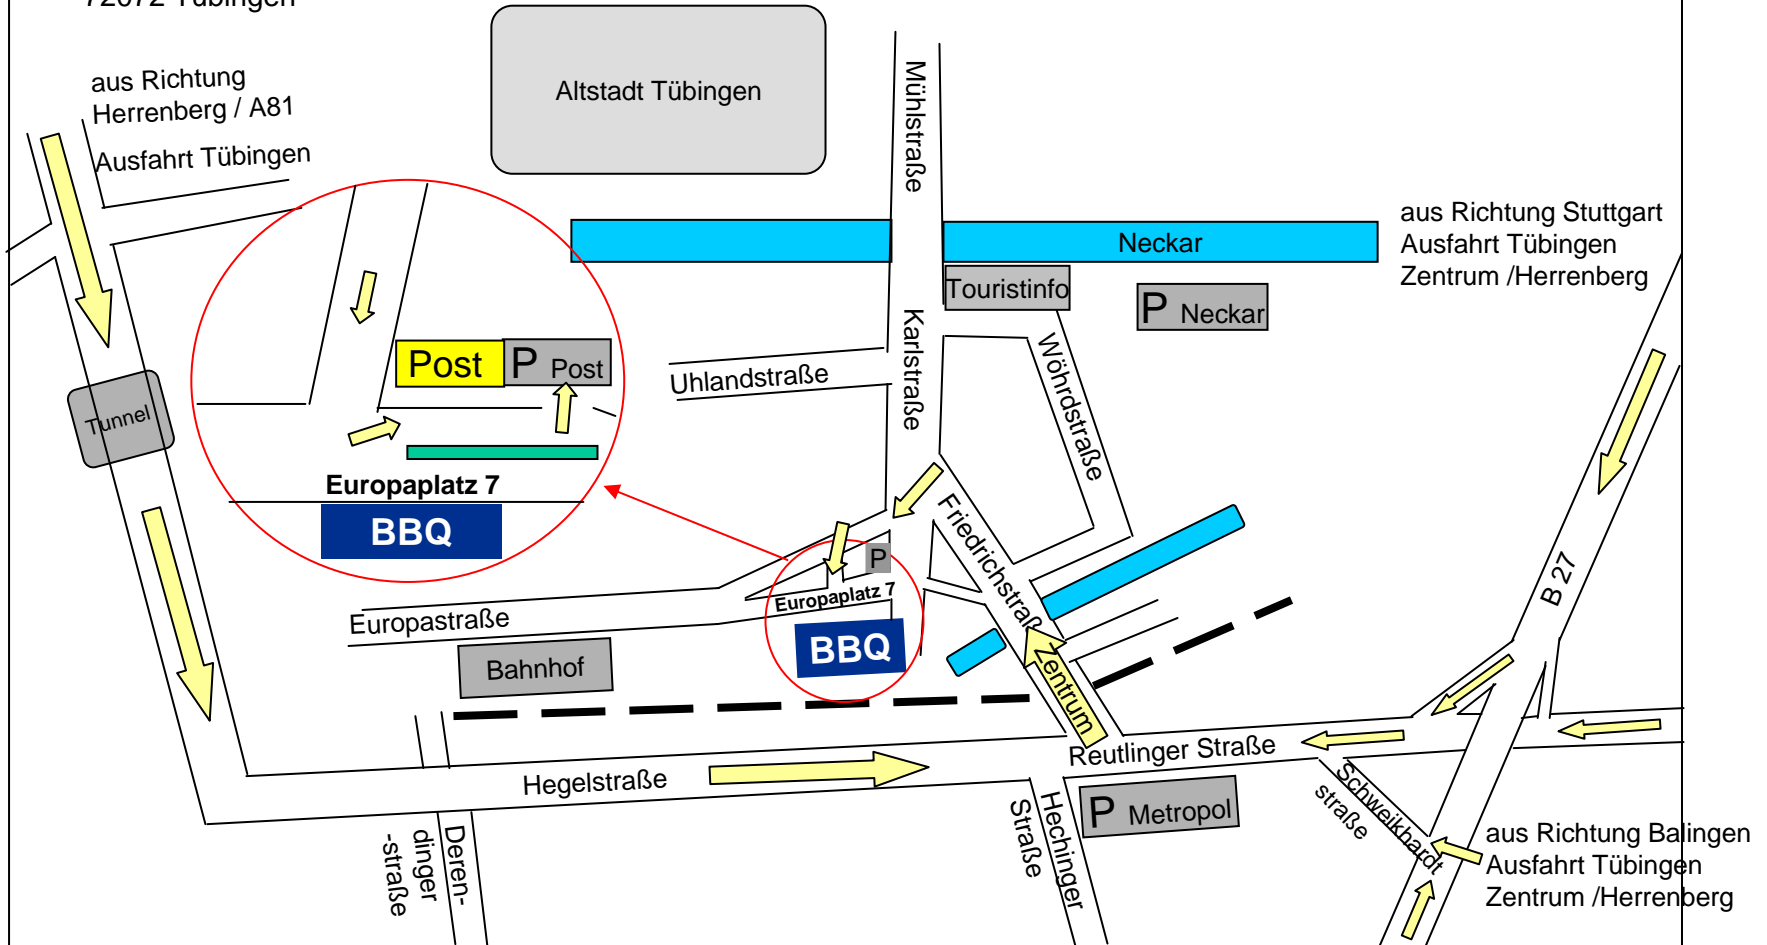 72072 Tübingen
aus Richtung
Herrenberg / A81
Ausfahrt Tübingen
Altstadt Tübingen
Mühlstraße
Neckar
aus Richtung Stuttgart
Ausfahrt Tübingen
Zentrum /Herrenberg
Touristinfo
P Neckar
Karlstraße
Wöhrdstraße
Uhlandstraße
Post
P Post
Tunnel
Europaplatz 7
BBQ
Friedrichstraß
P
Europaplatz 7
BBQ
Europastraße
Bahnhof
Zentrum
B 27
Reutlinger Straße
Hegelstraße
P Metropol
Schweikhardt
straße
Hechinger
Straße
Deren-
dinger
-straße
aus Richtung Balingen
Ausfahrt Tübingen
Zentrum /Herrenberg